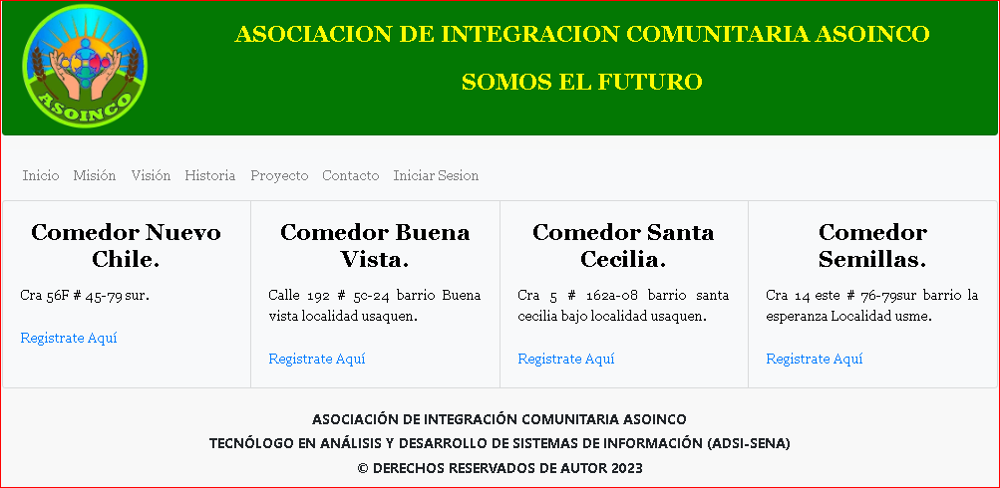 ASOINCO
ASOCIACION DE INTEGRACION COMUNITARIA ASOINCO
SOMOS EL FUTURO
Inicio Misión Visión Historia Proyecto Contacto Iniciar Sesion
Comedor Nuevo
Chile.
Cra 56F # 45-79 sur.
Registrate Aquí
Comedor Buena
Vista.
Calle 192 # 5c-24 barrio Buena
vista localidad usaquen.
Registrate Aquí
Comedor Santa
Cecilia.
Cra 5 # 162a-08 barrio santa
cecilia bajo localidad usaquen.
Registrate Aquí
Comedor
Semillas.
Cra 14 este # 76-79sur barrio la
esperanza Localidad usme.
Registrate Aquí
ASOCIACIÓN DE INTEGRACIÓN COMUNITARIA ASOINCO
TECNÓLOGO EN ANÁLISIS Y DESARROLLO DE SISTEMAS DE INFORMACIÓN (ADSI-SENA)
© DERECHOS RESERVADOS DE AUTOR 2023